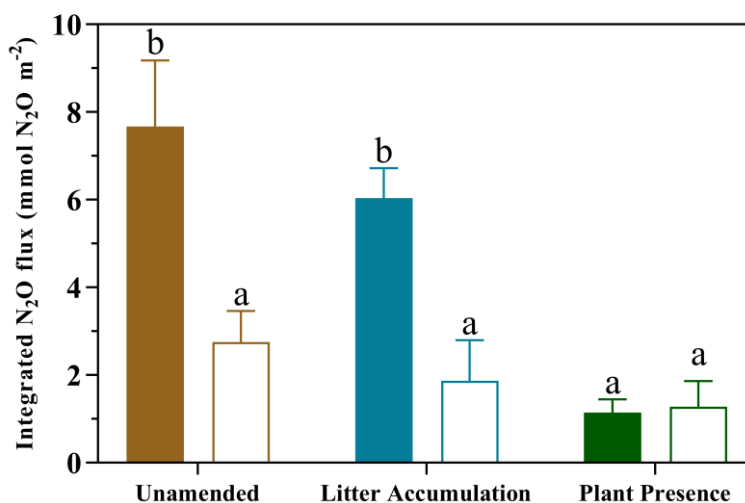 Integrated N₂O flux (mmol N₂O m⁻²)
10
8
6
4
2
0
b
a
b
a
a
a
Unamended
Litter Accumulation
Plant Presence